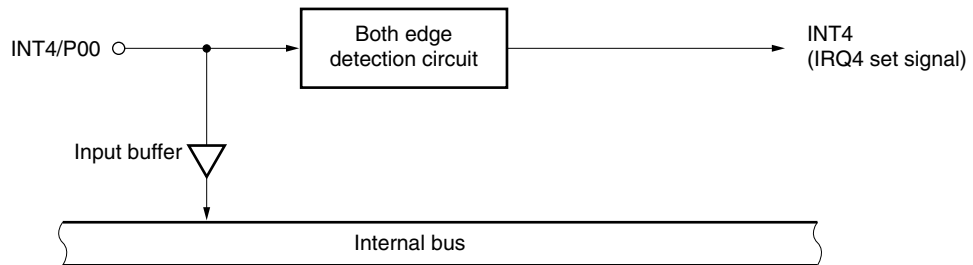 INT4/P00
Both edge
detection circuit
INT4
(IRQ4 set signal)
Input buffer
Internal bus